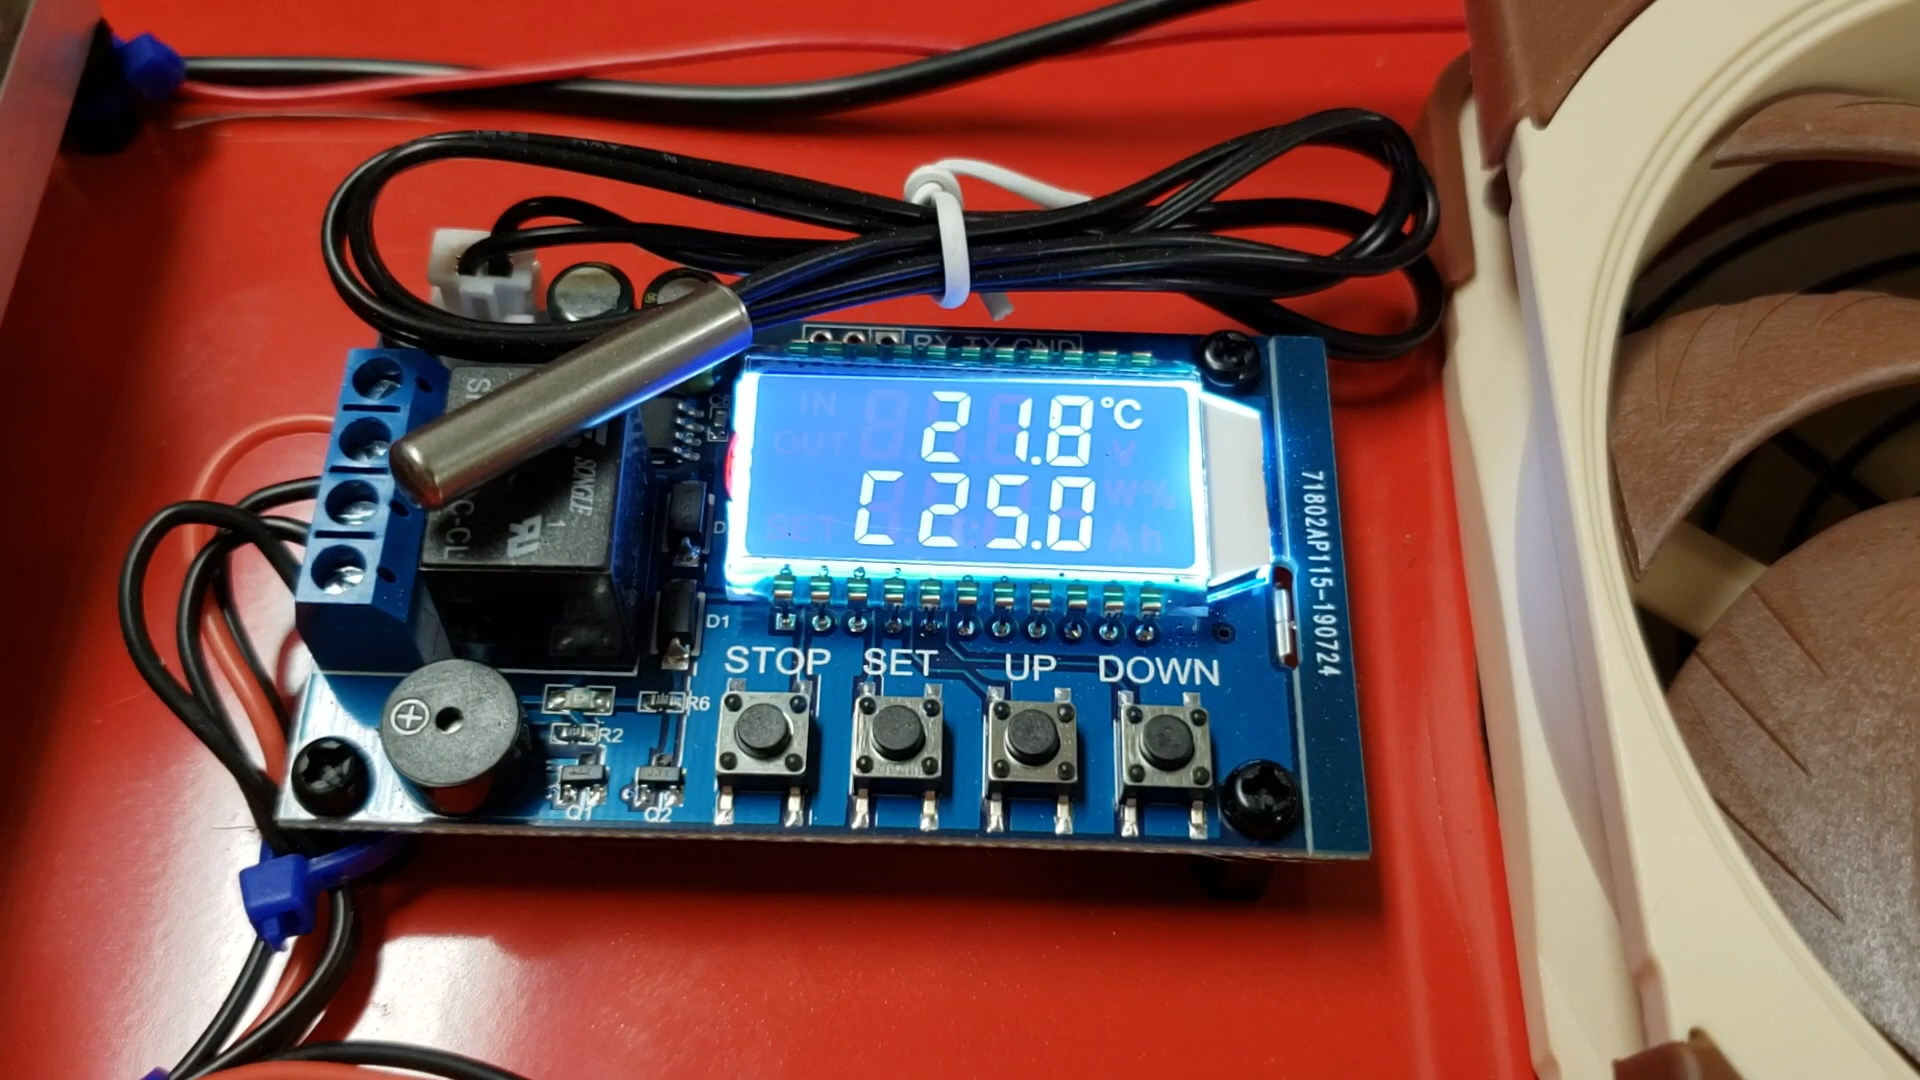 RX TX GND
IN
OUT
21.8 °C
V
W%
C25.0
SET
Ah
SONGLE
C-CL
D1
R6
R2
Q1
Q2
STOP SET UP DOWN
71802AP115-190724